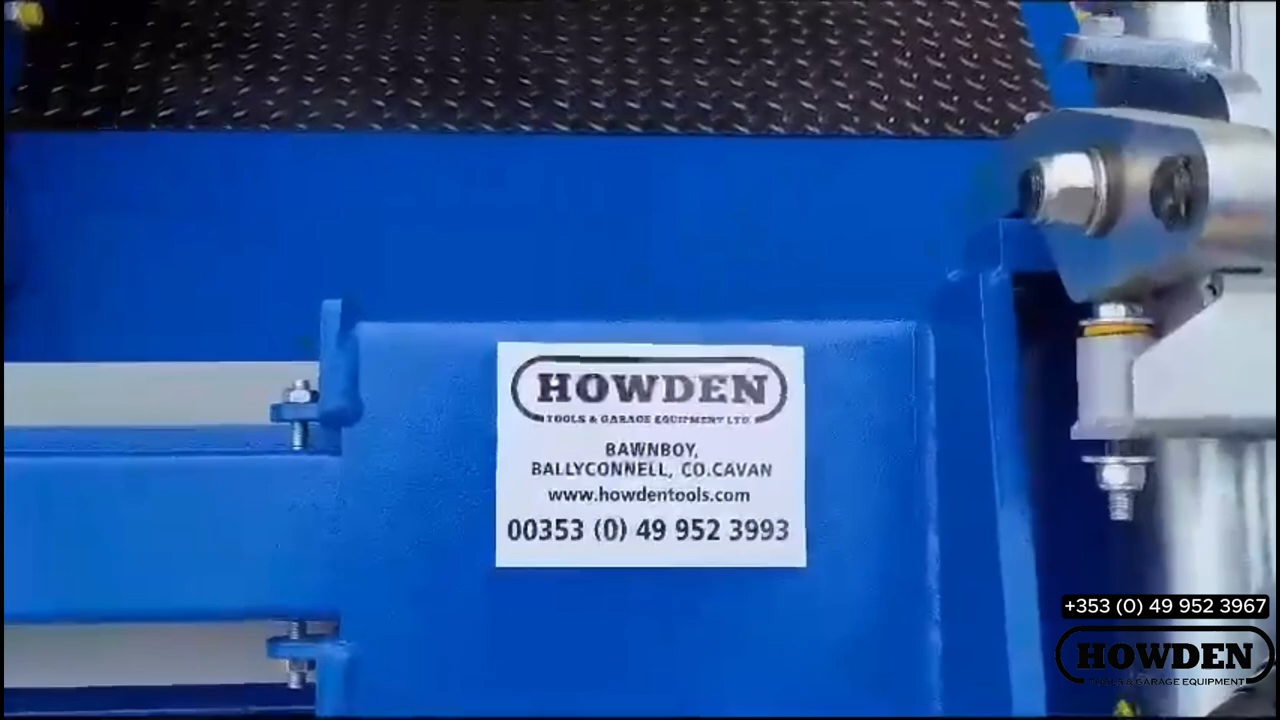 HOWDEN
TOOLS & GARAGE EQUIPMENT LTD.
BAWNBOY,
BALLYCONNELL, CO.CAVAN
www.howdentools.com
00353 (0) 49 952 3993
+353 (0) 49 952 3967
HOWDEN
TOOLS & GARAGE EQUIPMENT